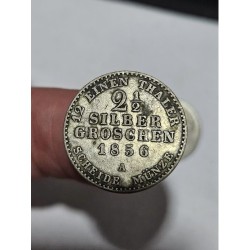 12 EINEN THALER
2½
SILBER
GROSCHEN
1856
A
SCHEIDE MÜNZE